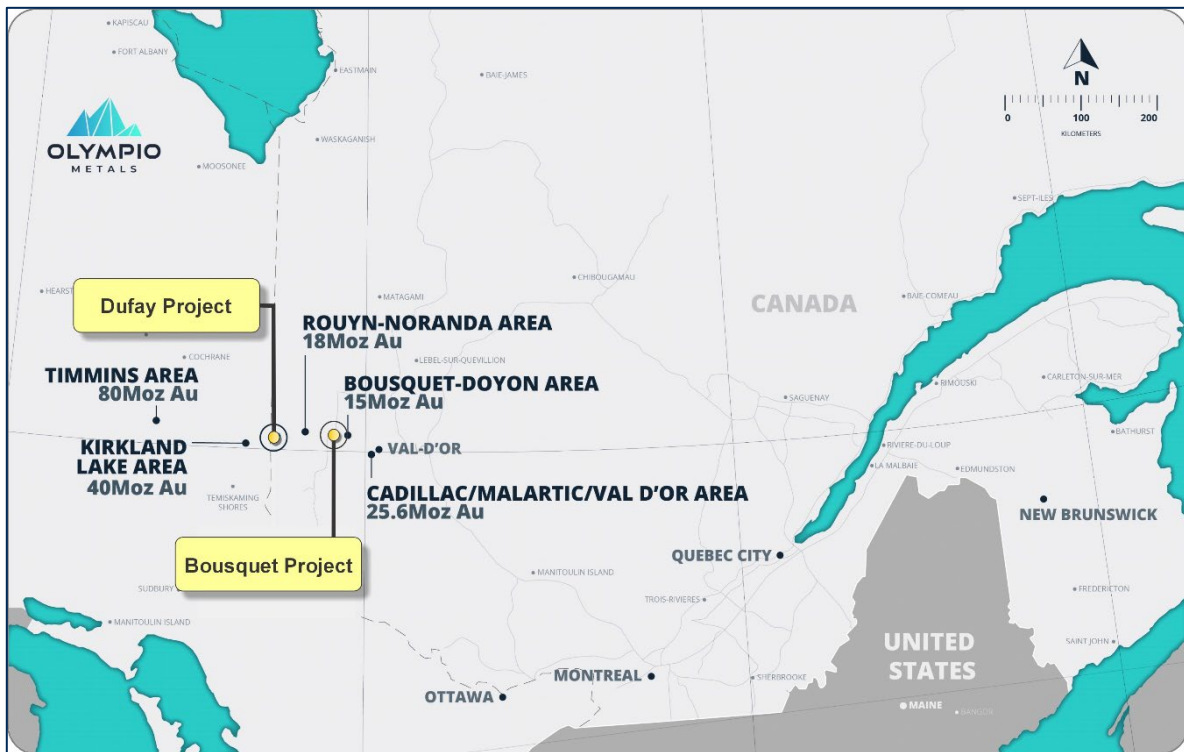 KAPISCAU
FORT ALBANY
EASTMAIN
BAIE-JAMES
N
0 100 200
KILOMETERS
OLYMPIO
METALS
WASKAGANISH
MOOSONEE
SEPT-ILES
CHIBOUGAMAU
Dufay Project
HEARST
MATAGAMI
CANADA
BAIE-COMEAU
ROUYN-NORANDA AREA
18Moz Au
COCHRANE
LEBEL-SUR-QUEVILLION
TIMMINS AREA
80Moz Au
BOUSQUET-DOYON AREA
15Moz Au
RIMOUSKI
CARLETON-SUR-MER
SAGUENAY
BATHURST
KIRKLAND
LAKE AREA
40Moz Au
VAL-D'OR
RIVIERE-DU-LOUP
LA MALBAIE
EDMUNDSTON
TEMISKAMING
SHORES
CADILLAC/MALARTIC/VAL D'OR AREA
25.6Moz Au
NEW BRUNSWICK
Bousquet Project
QUEBEC CITY
MANITOULIN ISLAND
SUDBURY
TROIS-RIVIERES
FREDERICTON
MANITOULIN ISLAND
UNITED
STATES
SAINT JOHN
MONTREAL
SHERBROOKE
OTTAWA
MAINE
BANGOR